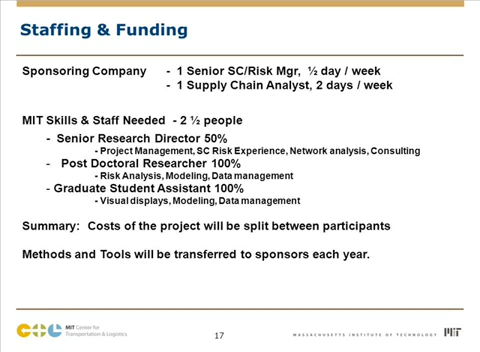 Staffing & Funding
Sponsoring Company - 1 Senior SC/Risk Mgr, ½ day / week
- 1 Supply Chain Analyst, 2 days / week
MIT Skills & Staff Needed - 2 ½ people
- Senior Research Director 50%
- Project Management, SC Risk Experience, Network analysis, Consulting
- Post Doctoral Researcher 100%
- Risk Analysis, Modeling, Data management
- Graduate Student Assistant 100%
- Visual displays, Modeling, Data management
Summary: Costs of the project will be split between participants
Methods and Tools will be transferred to sponsors each year.
CTL MIT Center for
Transportation & Logistics
17
MASSACHUSETTS INSTITUTE OF TECHNOLOGY MIT